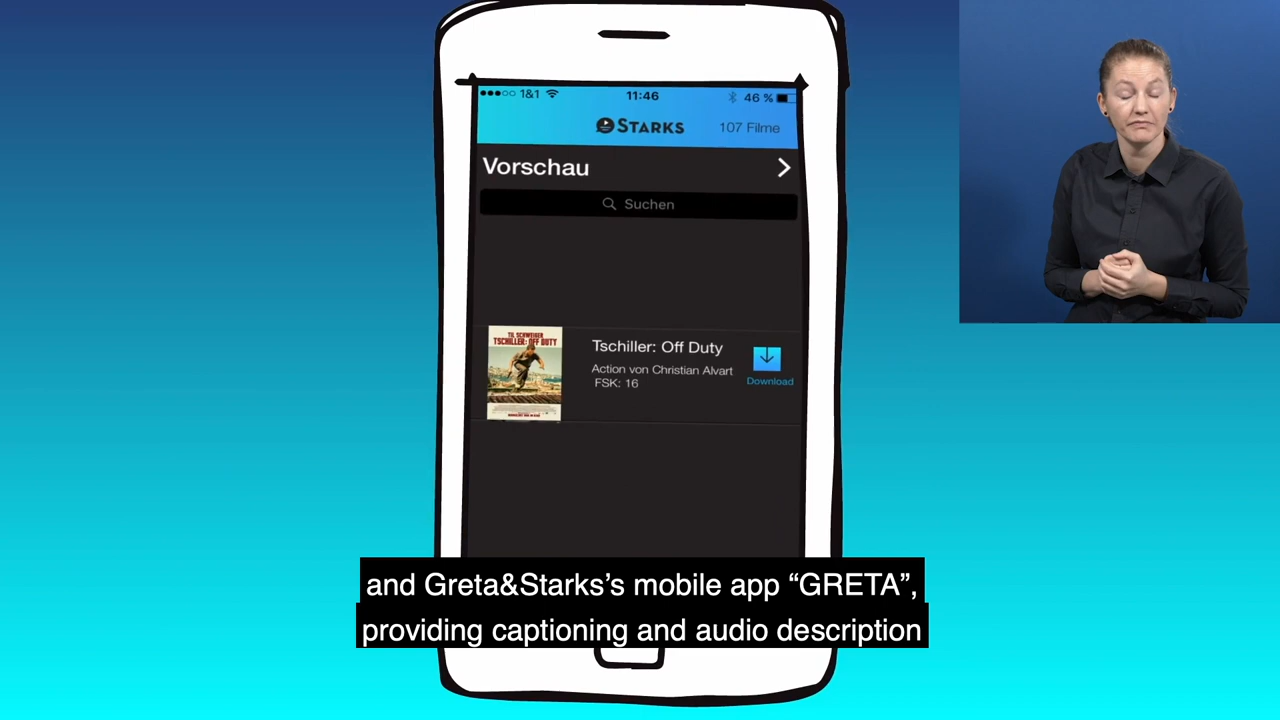 1&1
11:46
46 %
STARKS
107 Filme
Vorschau
Suchen
TIL SCHWEIGER
TSCHILLER: OFF DUTY
Tschiller: Off Duty
Action von Christian Alvart
FSK: 16
Download
and Greta&Starks’s mobile app “GRETA”,
providing captioning and audio description